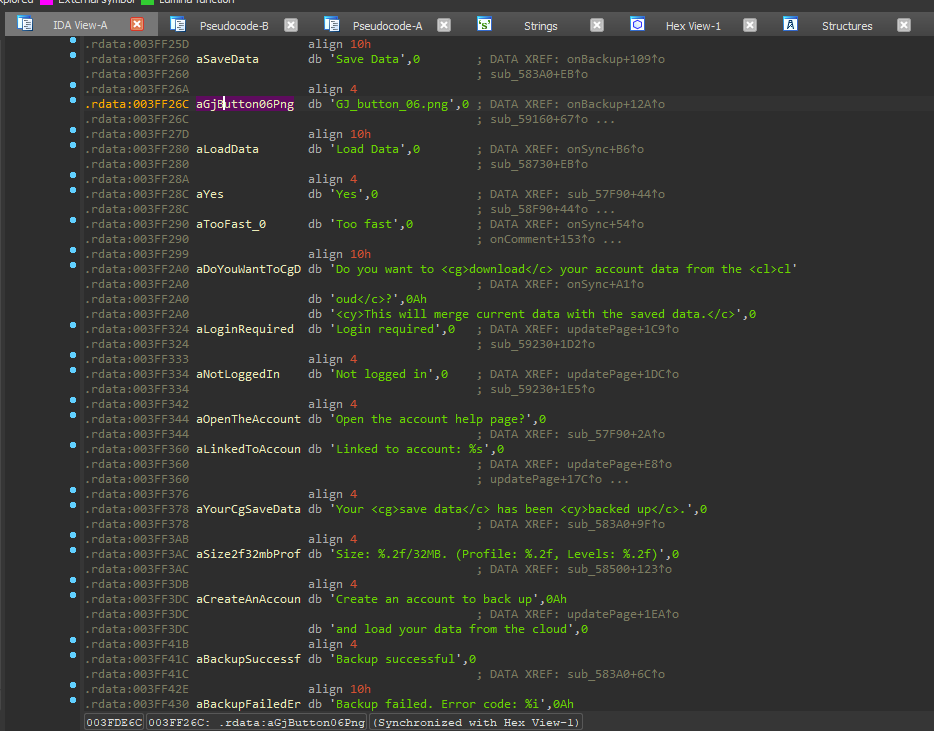 External symbol Lumina function
IDA View-A Pseudocode-B Pseudocode-A Strings Hex View-1 Structures
.rdata:003FF25D align 10h
.rdata:003FF260 aSaveData db 'Save Data',0 ; DATA XREF: onBackup+109↑o
.rdata:003FF260 ; sub_583A0+EB↑o
.rdata:003FF26A align 4
.rdata:003FF26C aGjButton06Png db 'GJ_button_06.png',0 ; DATA XREF: onBackup+12A↑o
.rdata:003FF26C ; sub_59160+67↑o ...
.rdata:003FF27D align 10h
.rdata:003FF280 aLoadData db 'Load Data',0 ; DATA XREF: onSync+B6↑o
.rdata:003FF280 ; sub_58730+EB↑o
.rdata:003FF28A align 4
.rdata:003FF28C aYes db 'Yes',0 ; DATA XREF: sub_57F90+44↑o
.rdata:003FF28C ; sub_58F90+44↑o ...
.rdata:003FF290 aTooFast_0 db 'Too fast',0 ; DATA XREF: onSync+54↑o
.rdata:003FF290 ; onComment+153↑o ...
.rdata:003FF299 align 10h
.rdata:003FF2A0 aDoYouWantToCgD db 'Do you want to <cg>download</c> your account data from the <cl>cl'
.rdata:003FF2A0 ; DATA XREF: onSync+A1↑o
.rdata:003FF2A0 db 'oud</c>?',0Ah
.rdata:003FF2A0 db '<cy>This will merge current data with the saved data.</c>',0
.rdata:003FF324 aLoginRequired db 'Login required',0 ; DATA XREF: updatePage+1C9↑o
.rdata:003FF324 ; sub_59230+1D2↑o
.rdata:003FF333 align 4
.rdata:003FF334 aNotLoggedIn db 'Not logged in',0 ; DATA XREF: updatePage+1DC↑o
.rdata:003FF334 ; sub_59230+1E5↑o
.rdata:003FF342 align 4
.rdata:003FF344 aOpenTheAccount db 'Open the account help page?',0
.rdata:003FF344 ; DATA XREF: sub_57F90+2A↑o
.rdata:003FF360 aLinkedToAccoun db 'Linked to account: %s',0
.rdata:003FF360 ; DATA XREF: updatePage+E8↑o
.rdata:003FF360 ; updatePage+17C↑o ...
.rdata:003FF376 align 4
.rdata:003FF378 aYourCgSaveData db 'Your <cg>save data</c> has been <cy>backed up</c>.',0
.rdata:003FF378 ; DATA XREF: sub_583A0+9F↑o
.rdata:003FF3AB align 4
.rdata:003FF3AC aSize2f32mbProf db 'Size: %.2f/32MB. (Profile: %.2f, Levels: %.2f)',0
.rdata:003FF3AC ; DATA XREF: sub_58500+123↑o
.rdata:003FF3DB align 4
.rdata:003FF3DC aCreateAnAccoun db 'Create an account to back up',0Ah
.rdata:003FF3DC ; DATA XREF: updatePage+1EA↑o
.rdata:003FF3DC db 'and load your data from the cloud',0
.rdata:003FF41B align 4
.rdata:003FF41C aBackupSuccessf db 'Backup successful',0
.rdata:003FF41C ; DATA XREF: sub_583A0+6C↑o
.rdata:003FF42E align 10h
.rdata:003FF430 aBackupFailedEr db 'Backup failed. Error code: %i',0Ah
003FDE6C 003FF26C: .rdata:aGjButton06Png (Synchronized with Hex View-1)